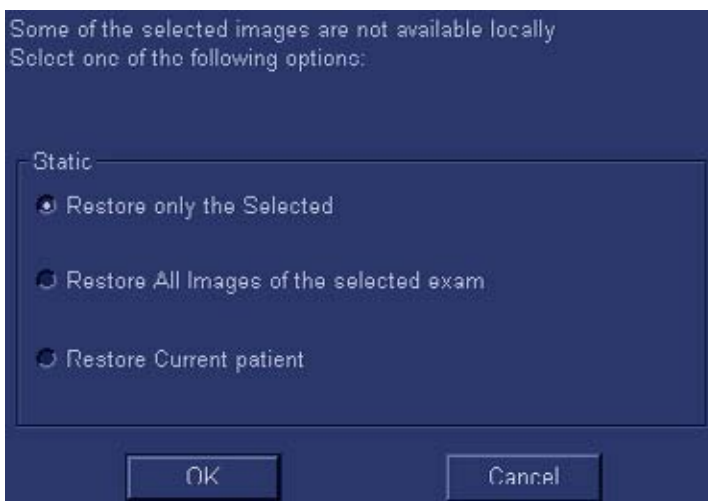 Some of the selected images are not available locally
Select one of the following options:
Static
Restore only the Selected
Restore All Images of the selected exam
Restore Current patient
OK
Cancel